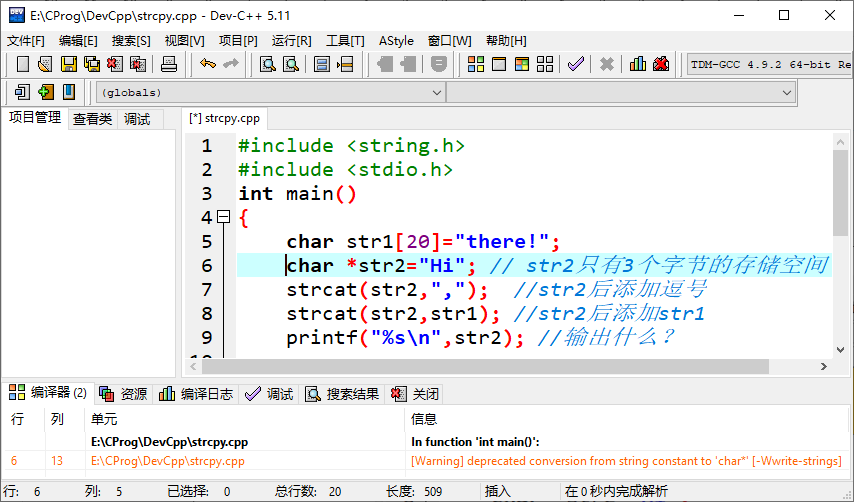 E:\CProg\DevCpp\strcpy.cpp - Dev-C++ 5.11
文件[F] 编辑[E] 搜索[S] 视图[V] 项目[P] 运行[R] 工具[T] AStyle 窗口[W] 帮助[H]
TDM-GCC 4.9.2 64-bit Re
(globals)
项目管理 查看类 调试 [*] strcpy.cpp
1 #include <string.h>
2 #include <stdio.h>
3 int main()
4 {
5 char str1[20]="there!";
6 char *str2="Hi"; // str2只有3个字节的存储空间
7 strcat(str2,","); //str2后添加逗号
8 strcat(str2,str1); //str2后添加str1
9 printf("%s\n",str2); //输出什么?
编译器 (2) 资源 编译日志 调试 搜索结果 关闭
行 列 单元 信息
E:\CProg\DevCpp\strcpy.cpp In function 'int main()':
6 13 E:\CProg\DevCpp\strcpy.cpp [Warning] deprecated conversion from string constant to 'char*' [-Wwrite-strings]
行: 6 列: 5 已选择: 0 总行数: 20 长度: 509 插入 在 0 秒内完成解析